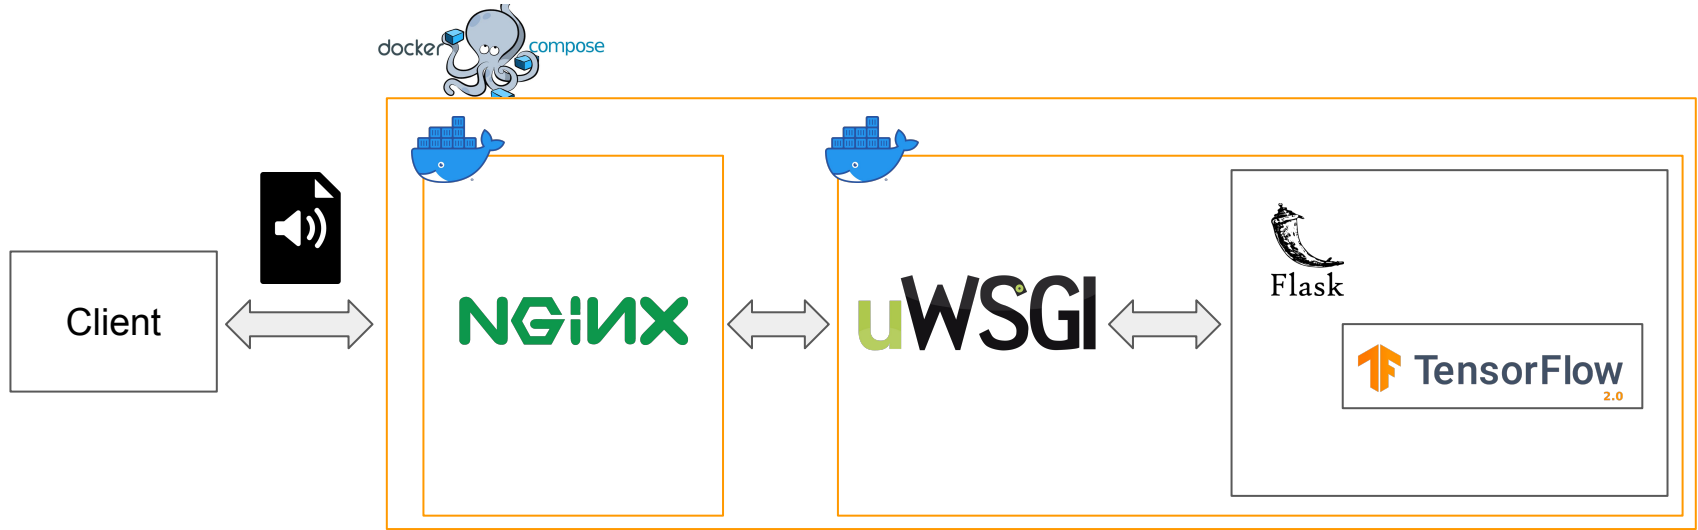 docker compose
Client
NGINX
uWSGI
Flask
TensorFlow
2.0